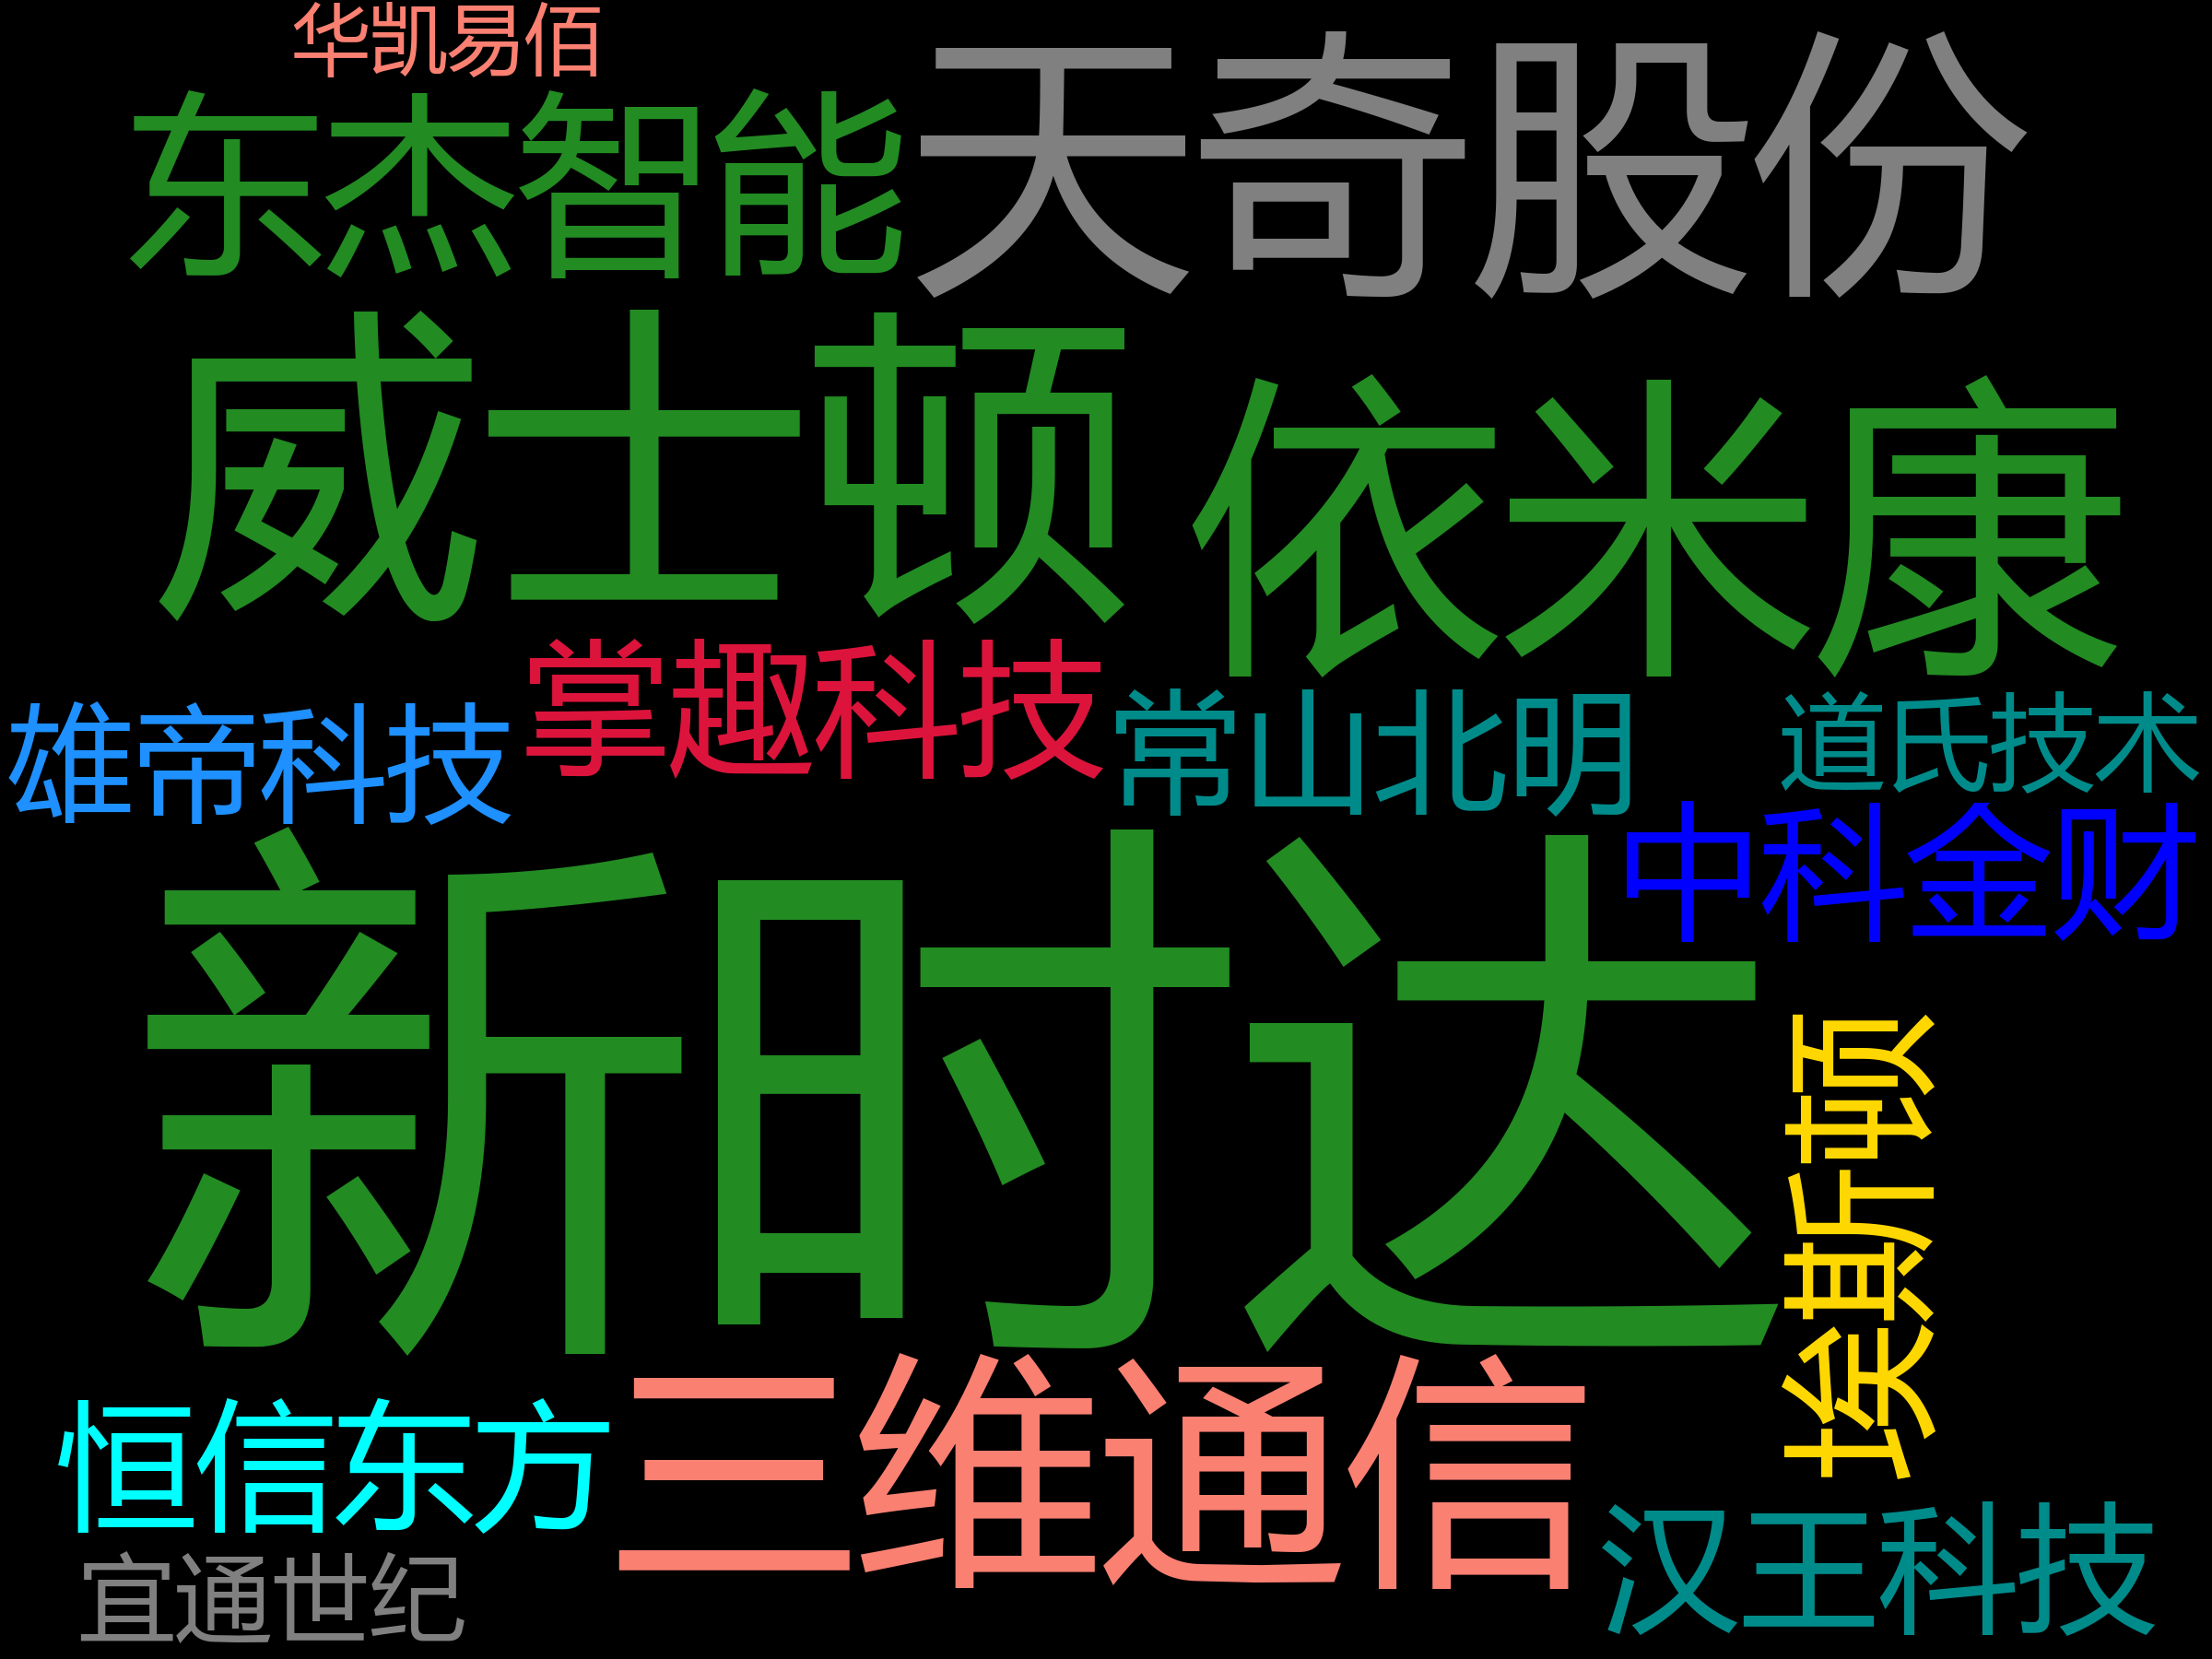 华凯易佰
东杰智能
天奇股份
威士顿
依米康
掌趣科技
常山北明
道氏技术
雄帝科技
中科金财
新时达
埃斯顿
三维通信
恒信东方
汉王科技
宜通世纪